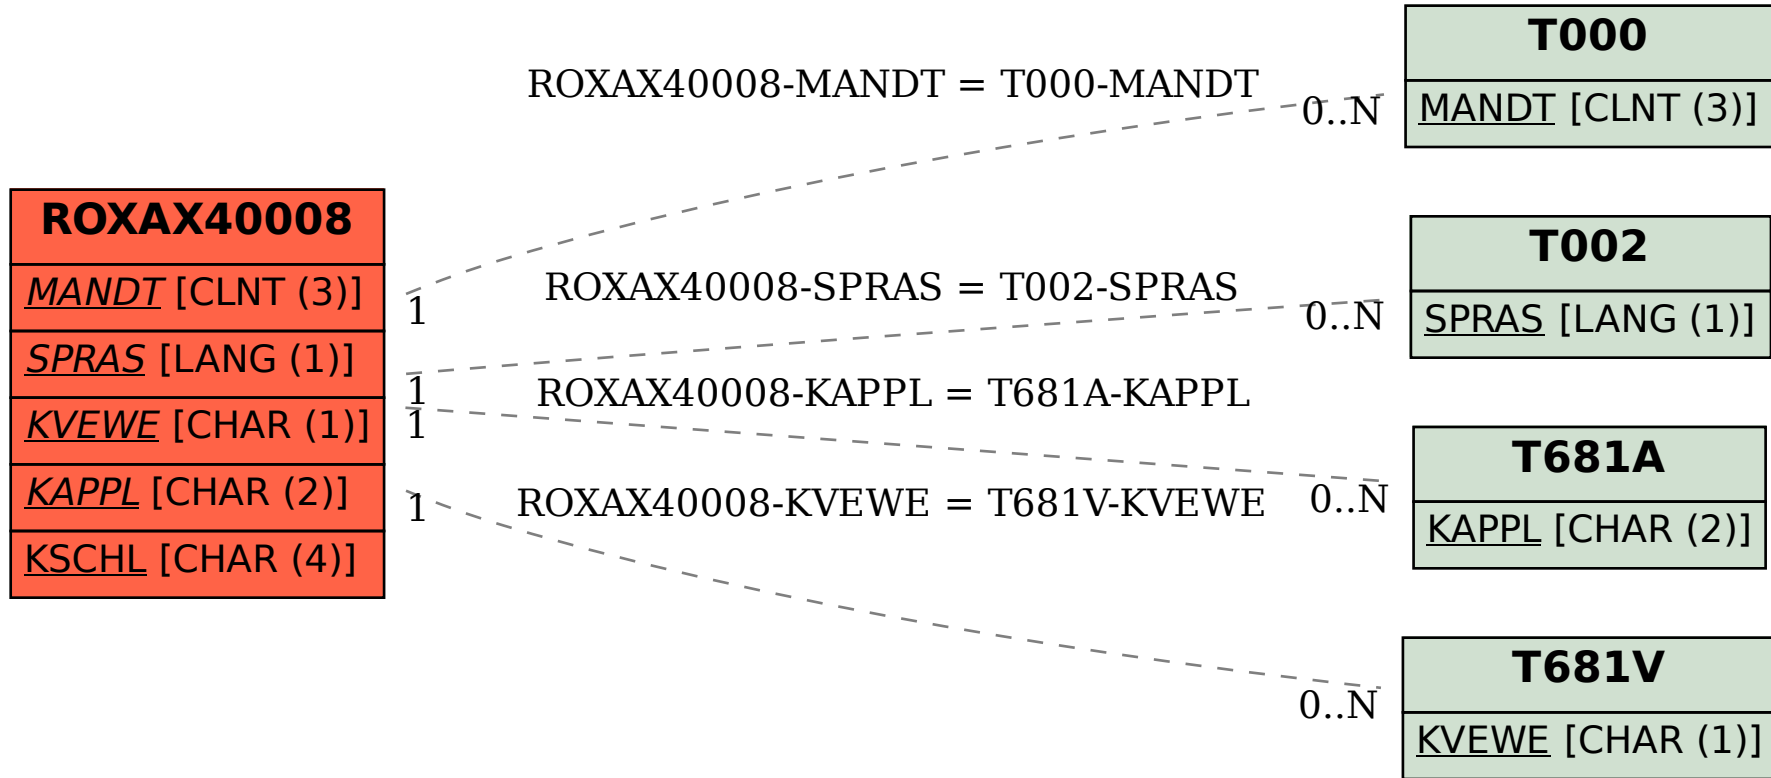 ROXAX40008
MANDT [CLNT (3)]
SPRAS [LANG (1)]
KVEWE [CHAR (1)]
KAPPL [CHAR (2)]
KSCHL [CHAR (4)]
ROXAX40008-MANDT = T000-MANDT
1
0..N
ROXAX40008-SPRAS = T002-SPRAS
1
0..N
ROXAX40008-KAPPL = T681A-KAPPL
1
0..N
ROXAX40008-KVEWE = T681V-KVEWE
1
0..N
T000
MANDT [CLNT (3)]
T002
SPRAS [LANG (1)]
T681A
KAPPL [CHAR (2)]
T681V
KVEWE [CHAR (1)]